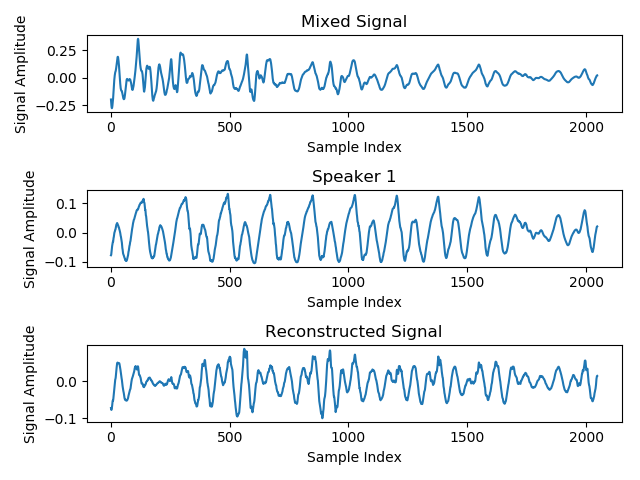 Mixed Signal
Signal Amplitude
0.25
0.00
−0.25
0 500 1000 1500 2000
Sample Index
Speaker 1
Signal Amplitude
0.1
0.0
−0.1
0 500 1000 1500 2000
Sample Index
Reconstructed Signal
Signal Amplitude
0.0
−0.1
0 500 1000 1500 2000
Sample Index